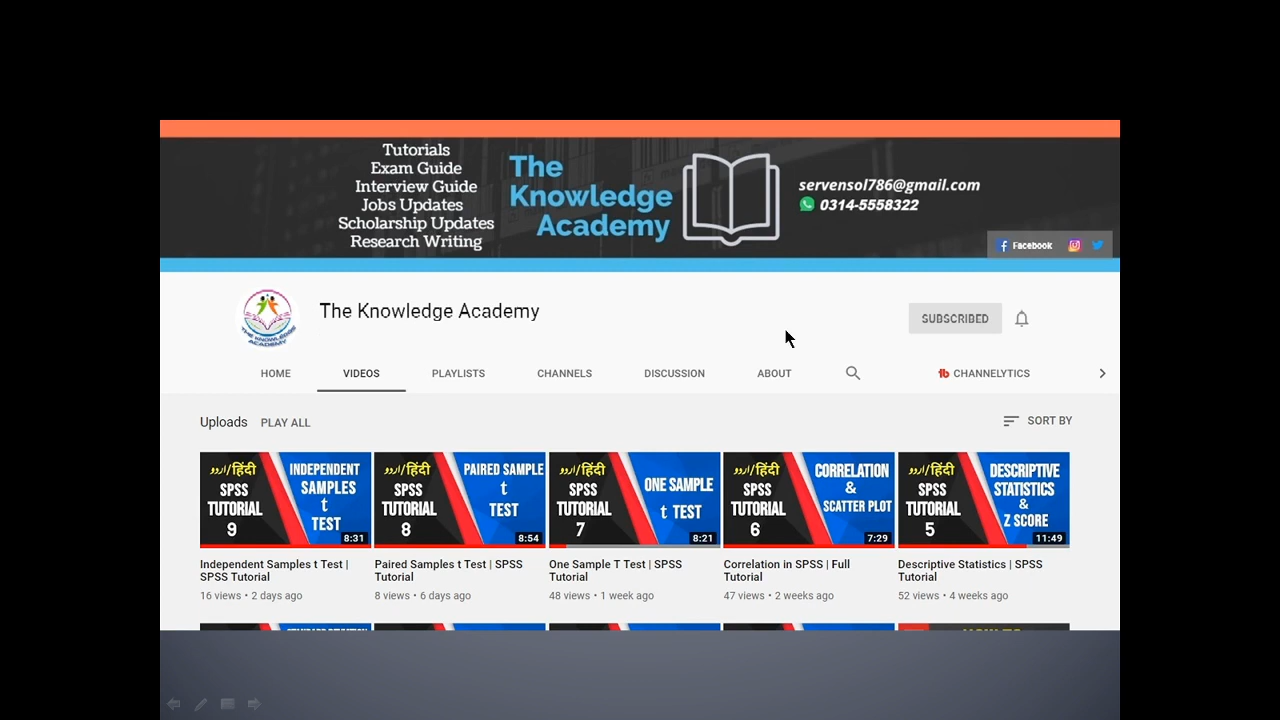 Tutorials
Exam Guide
Interview Guide
Jobs Updates
Scholarship Updates
Research Writing
The
Knowledge
Academy
servensol786@gmail.com
0314-5558322
Facebook
THE KNOWLEDGE
ACADEMY
The Knowledge Academy
SUBSCRIBED
HOME VIDEOS PLAYLISTS CHANNELS DISCUSSION ABOUT tb CHANNELYTICS
Uploads PLAY ALL
SORT BY
اردو/हिंदी
SPSS
TUTORIAL
9
INDEPENDENT
SAMPLES
t
TEST
8:31
اردو/हिंदी
SPSS
TUTORIAL
8
PAIRED SAMPLE
t
TEST
8:54
اردو/हिंदी
SPSS
TUTORIAL
7
ONE SAMPLE
t TEST
8:21
اردو/हिंदी
SPSS
TUTORIAL
6
CORRELATION
&
SCATTER PLOT
7:29
اردو/हिंदी
SPSS
TUTORIAL
5
DESCRIPTIVE
STATISTICS
&
Z SCORE
11:49
Independent Samples t Test |
SPSS Tutorial
16 views • 2 days ago
Paired Samples t Test | SPSS
Tutorial
8 views • 6 days ago
One Sample T Test | SPSS
Tutorial
48 views • 1 week ago
Correlation in SPSS | Full
Tutorial
47 views • 2 weeks ago
Descriptive Statistics | SPSS
Tutorial
52 views • 4 weeks ago